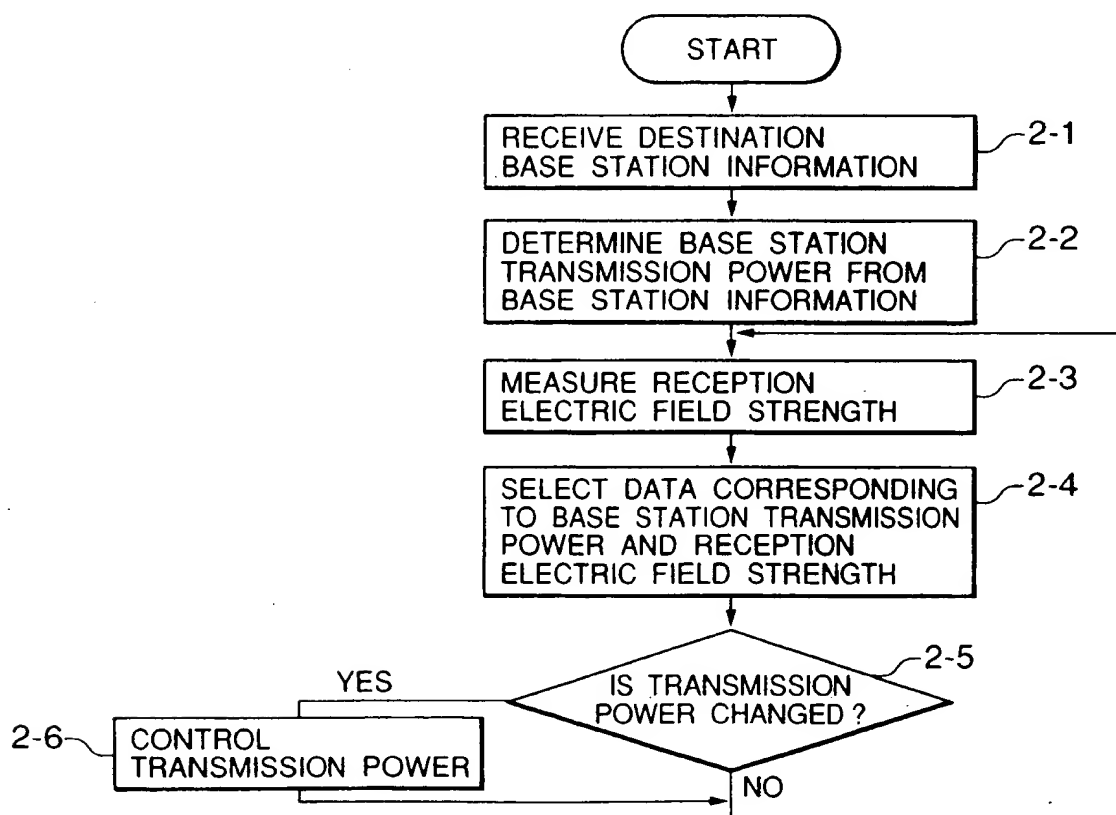 START
RECEIVE DESTINATION
BASE STATION INFORMATION
2-1
DETERMINE BASE STATION
TRANSMISSION POWER FROM
BASE STATION INFORMATION
2-2
MEASURE RECEPTION
ELECTRIC FIELD STRENGTH
2-3
SELECT DATA CORRESPONDING
TO BASE STATION TRANSMISSION
POWER AND RECEPTION
ELECTRIC FIELD STRENGTH
2-4
IS TRANSMISSION
POWER CHANGED?
2-5
YES
2-6
CONTROL
TRANSMISSION POWER
NO